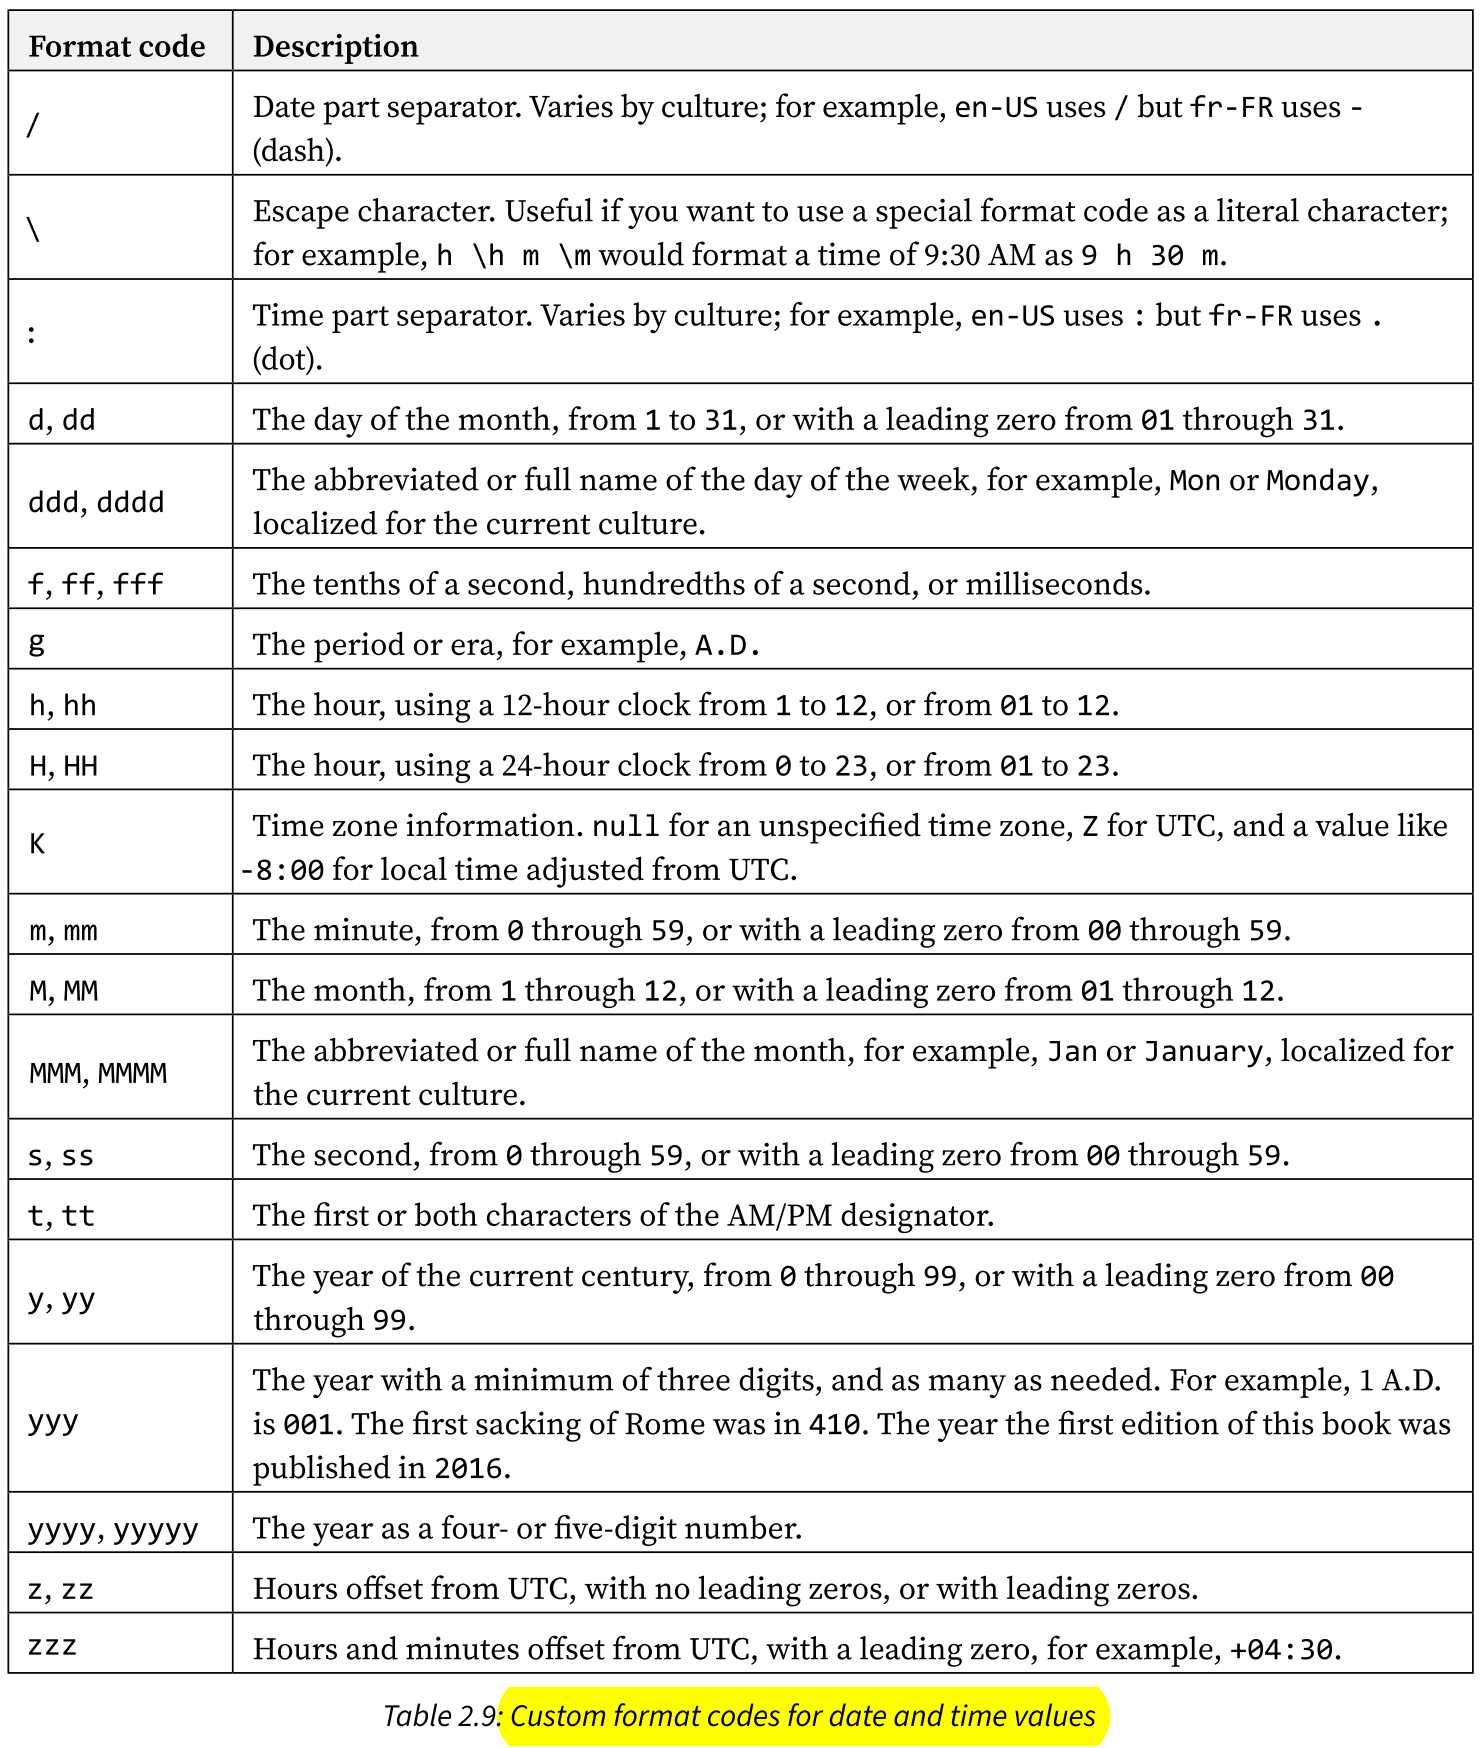 Format code Description
/ Date part separator. Varies by culture; for example, en-US uses / but fr-FR uses -
(dash).
\ Escape character. Useful if you want to use a special format code as a literal character;
for example, h \h m \m would format a time of 9:30 AM as 9 h 30 m.
: Time part separator. Varies by culture; for example, en-US uses : but fr-FR uses .
(dot).
d, dd The day of the month, from 1 to 31, or with a leading zero from 01 through 31.
ddd, dddd The abbreviated or full name of the day of the week, for example, Mon or Monday,
localized for the current culture.
f, ff, fff The tenths of a second, hundredths of a second, or milliseconds.
g The period or era, for example, A.D.
h, hh The hour, using a 12-hour clock from 1 to 12, or from 01 to 12.
H, HH The hour, using a 24-hour clock from 0 to 23, or from 01 to 23.
K Time zone information. null for an unspecified time zone, Z for UTC, and a value like
-8:00 for local time adjusted from UTC.
m, mm The minute, from 0 through 59, or with a leading zero from 00 through 59.
M, MM The month, from 1 through 12, or with a leading zero from 01 through 12.
MMM, MMMM The abbreviated or full name of the month, for example, Jan or January, localized for
the current culture.
s, ss The second, from 0 through 59, or with a leading zero from 00 through 59.
t, tt The first or both characters of the AM/PM designator.
y, yy The year of the current century, from 0 through 99, or with a leading zero from 00
through 99.
yyy The year with a minimum of three digits, and as many as needed. For example, 1 A.D.
is 001. The first sacking of Rome was in 410. The year the first edition of this book was
published in 2016.
yyyy, yyyyy The year as a four- or five-digit number.
z, zz Hours offset from UTC, with no leading zeros, or with leading zeros.
zzz Hours and minutes offset from UTC, with a leading zero, for example, +04:30.
Table 2.9: Custom format codes for date and time values